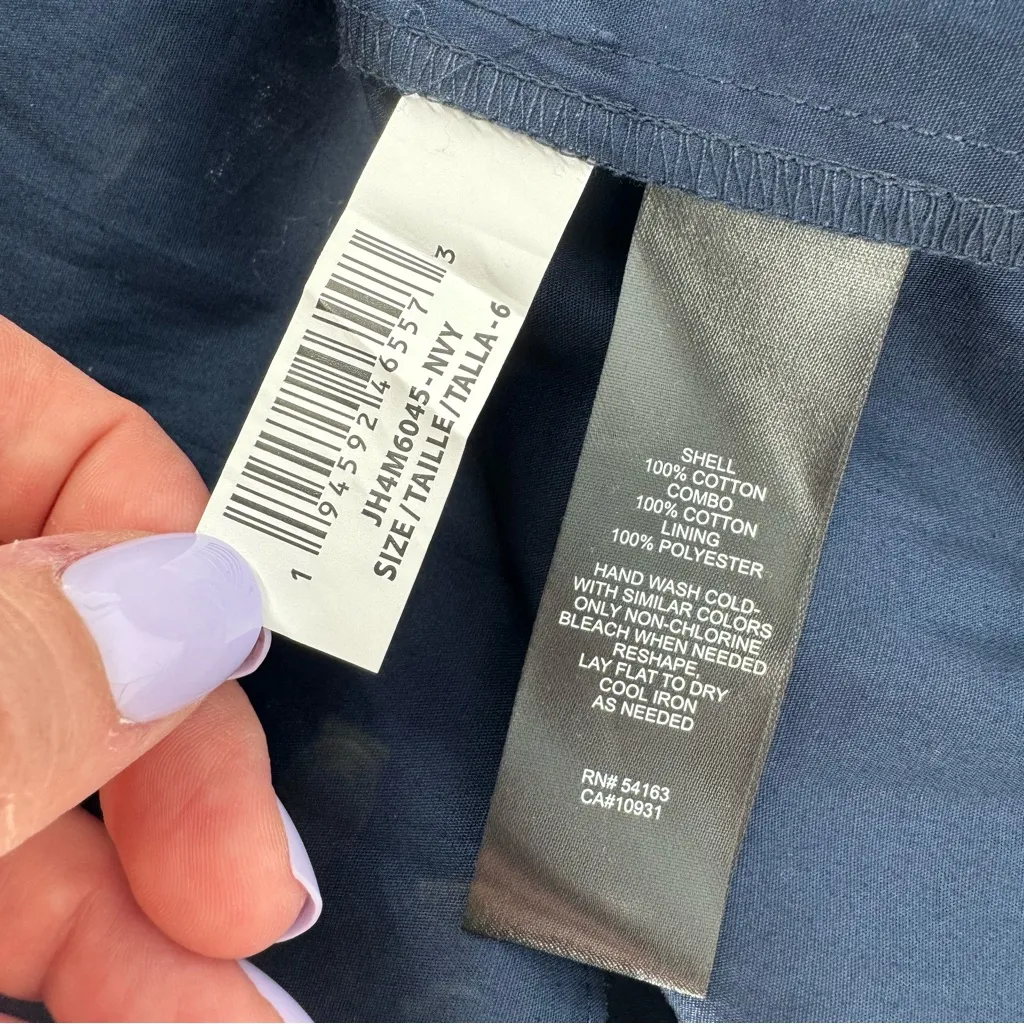 1 94592 46557 3
JH4M6045-NVY
SIZE/TAILLE/TALLA-6
SHELL
100% COTTON
COMBO
100% COTTON
LINING
100% POLYESTER
HAND WASH COLD-
WITH SIMILAR COLORS
ONLY NON-CHLORINE
BLEACH WHEN NEEDED
RESHAPE,
LAY FLAT TO DRY
COOL IRON
AS NEEDED
RN# 54163
CA#10931